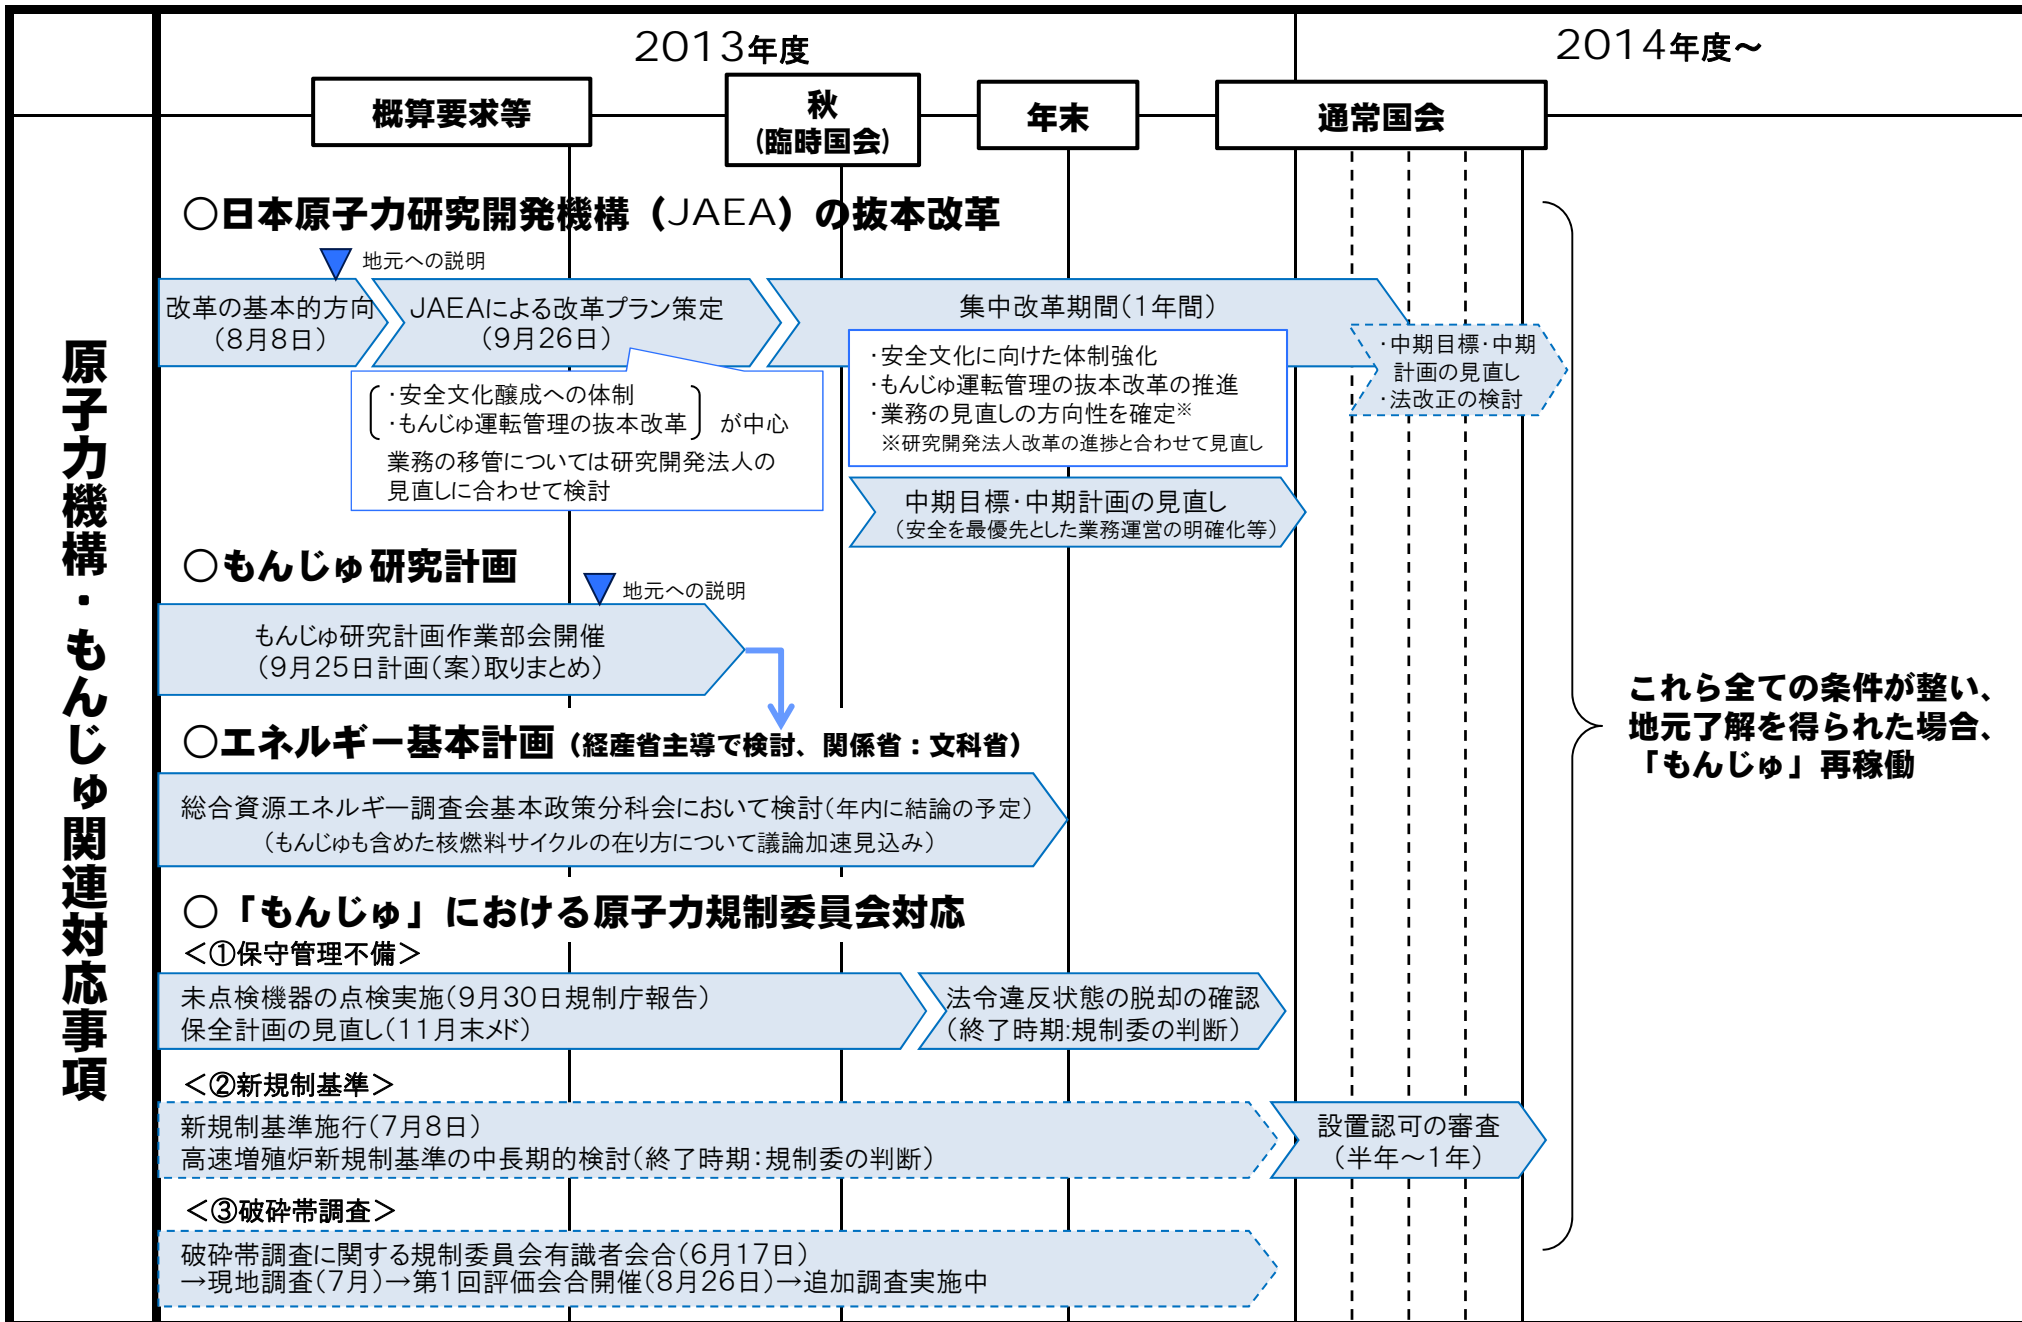 2013年度
2014年度～
概算要求等
秋
(臨時国会)
年末
通常国会
原子力機構・もんじゅ関連対応事項
○日本原子力研究開発機構（JAEA）の抜本改革
地元への説明
改革の基本的方向
(8月8日)
JAEAによる改革プラン策定
(9月26日)
集中改革期間(1年間)
・安全文化醸成への体制
・もんじゅ運転管理の抜本改革
が中心
業務の移管については研究開発法人の
見直しに合わせて検討
・安全文化に向けた体制強化
・もんじゅ運転管理の抜本改革の推進
・業務の見直しの方向性を確定※
※研究開発法人改革の進捗と合わせて見直し
・中期目標・中期
計画の見直し
・法改正の検討
中期目標・中期計画の見直し
(安全を最優先とした業務運営の明確化等)
○もんじゅ研究計画
地元への説明
もんじゅ研究計画作業部会開催
(9月25日計画(案)取りまとめ)
○エネルギー基本計画（経産省主導で検討、関係省：文科省）
総合資源エネルギー調査会基本政策分科会において検討(年内に結論の予定)
(もんじゅも含めた核燃料サイクルの在り方について議論加速見込み)
○「もんじゅ」における原子力規制委員会対応
＜①保守管理不備＞
未点検機器の点検実施(9月30日規制庁報告)
保全計画の見直し(11月末メド)
法令違反状態の脱却の確認
(終了時期:規制委の判断)
＜②新規制基準＞
新規制基準施行(7月8日)
高速増殖炉新規制基準の中長期的検討(終了時期：規制委の判断)
設置認可の審査
(半年～1年)
＜③破砕帯調査＞
破砕帯調査に関する規制委員会有識者会合(6月17日)
→現地調査(7月)→第1回評価会合開催(8月26日)→追加調査実施中
これら全ての条件が整い、
地元了解を得られた場合、
「もんじゅ」再稼働